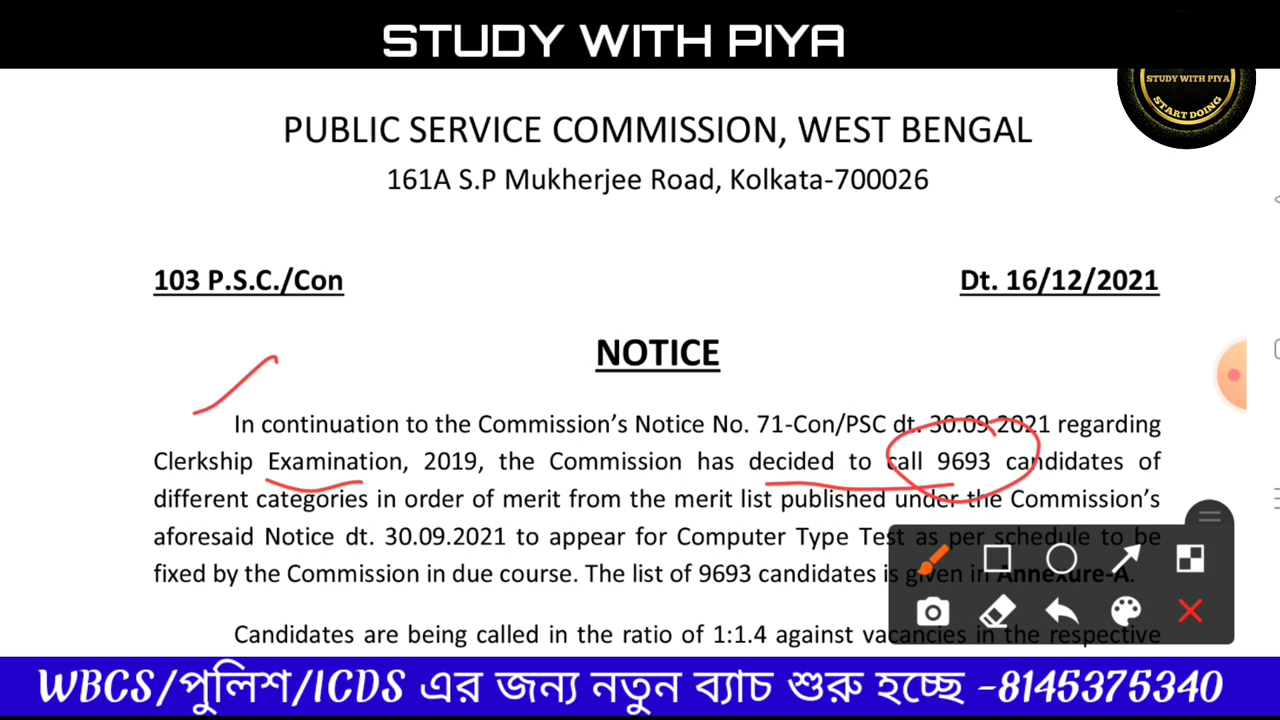 STUDY WITH PIYA
STUDY WITH PIYA
START DOING
PUBLIC SERVICE COMMISSION, WEST BENGAL
161A S.P Mukherjee Road, Kolkata-700026
103 P.S.C./Con
Dt. 16/12/2021
NOTICE
In continuation to the Commission's Notice No. 71-Con/PSC dt. 30.09.2021 regarding
Clerkship Examination, 2019, the Commission has decided to call 9693 candidates of
different categories in order of merit from the merit list published under the Commission's
aforesaid Notice dt. 30.09.2021 to appear for Computer Type Test as per schedule to be
fixed by the Commission in due course. The list of 9693 candidates is given in Annexure-A.
Candidates are being called in the ratio of 1:1.4 against vacancies in the respective
WBCS/পুলিশ/ICDS এর জন্য নতুন ব্যাচ শুরু হচ্ছে -8145375340